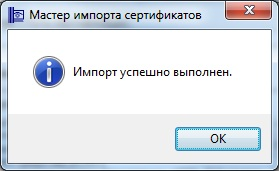 Мастер импорта сертификатов
Импорт успешно выполнен.
OK